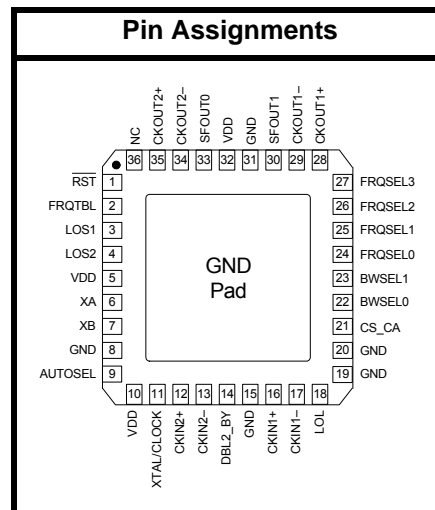 Pin Assignments
NC
CKOUT2+
CKOUT2–
SFOUT0
VDD
GND
SFOUT1
CKOUT1–
CKOUT1+
36 35 34 33 32 31 30 29 28
RST 1
FRQTBL 2
LOS1 3
LOS2 4
VDD 5
XA 6
XB 7
GND 8
AUTOSEL 9
GND
Pad
27 FRQSEL3
26 FRQSEL2
25 FRQSEL1
24 FRQSEL0
23 BWSEL1
22 BWSEL0
21 CS_CA
20 GND
19 GND
10 11 12 13 14 15 16 17 18
VDD
XTAL/CLOCK
CKIN2+
CKIN2–
DBL2_BY
GND
CKIN1+
CKIN1–
LOL